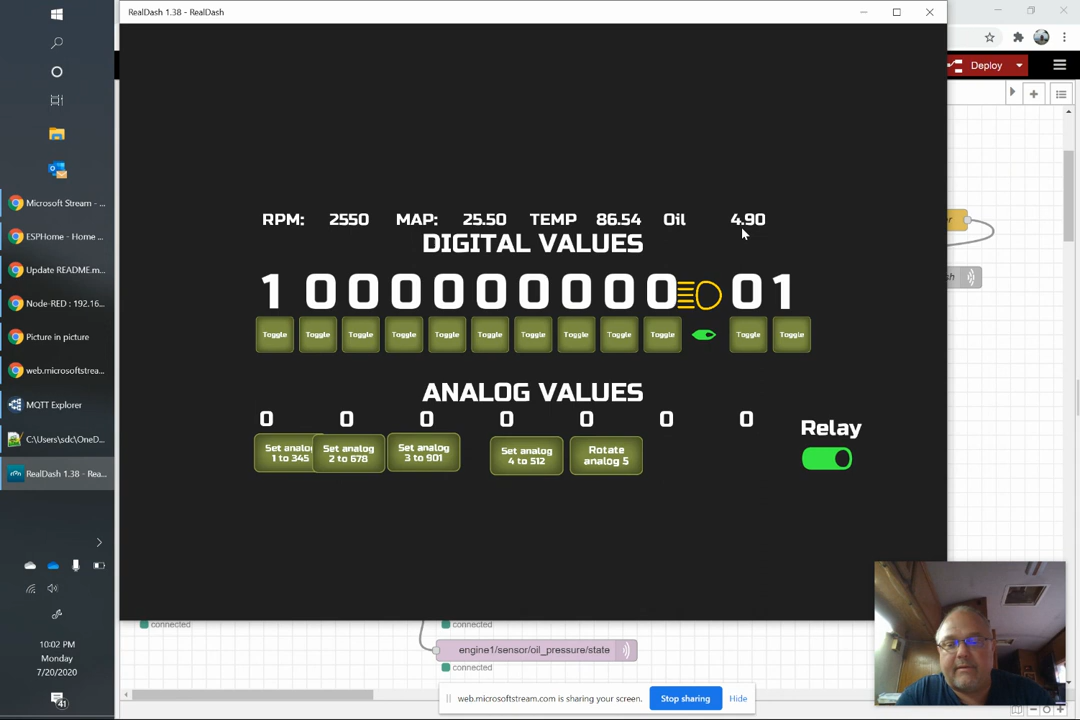 RealDash 1.38 - RealDash
Deploy
RPM: 2550 MAP: 25.50 TEMP 86.54 Oil 4.90
DIGITAL VALUES
1 0 0 0 0 0 0 0 0 0 0 1
Toggle Toggle Toggle Toggle Toggle Toggle Toggle Toggle Toggle Toggle Toggle Toggle
ANALOG VALUES
0 0 0 0 0 0 0
Set analog
1 to 345
Set analog
2 to 678
Set analog
3 to 901
Set analog
4 to 512
Rotate
analog 5
Relay
Microsoft Stream - ...
ESPHome - Home ...
Update README.m...
Node-RED : 192.16...
Picture in picture
web.microsoftstrea...
MQTT Explorer
C:\Users\sdc\OneD...
RealDash 1.38 - Rea...
10:02 PM
Monday
7/20/2020
41
connected
connected
engine1/sensor/oil_pressure/state
connected
web.microsoftstream.com is sharing your screen.
Stop sharing
Hide